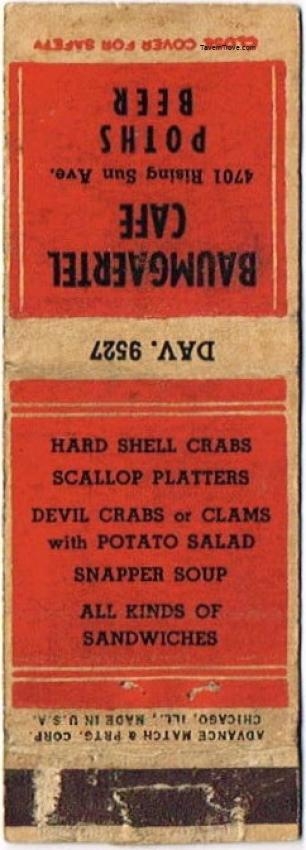 CLOSE COVER FOR SAFETY
TavernTrove.com
BAUMGAERTEL
CAFE
4701 Rising Sun Ave.
POTHS
BEER
DAV. 9527
HARD SHELL CRABS
SCALLOP PLATTERS
DEVIL CRABS or CLAMS
with POTATO SALAD
SNAPPER SOUP
ALL KINDS OF
SANDWICHES
ADVANCE MATCH & PRTG. CORP.
CHICAGO, ILL., MADE IN U.S.A.